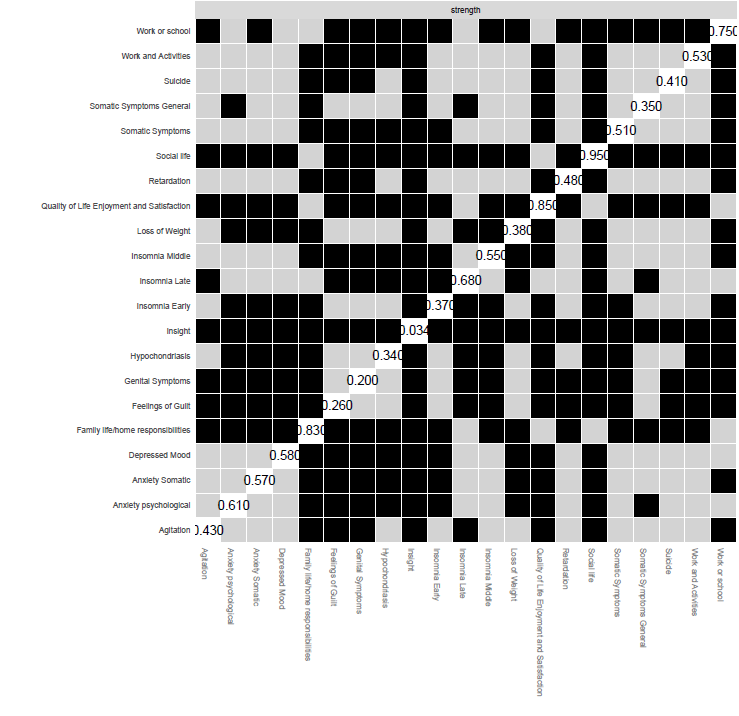 strength
Work or school 0.750
Work and Activities 0.530
Suicide 0.410
Somatic Symptoms General 0.350
Somatic Symptoms 0.510
Social life 0.950
Retardation 0.480
Quality of Life Enjoyment and Satisfaction 0.850
Loss of Weight 0.380
Insomnia Middle 0.550
Insomnia Late 0.680
Insomnia Early 0.370
Insight 0.034
Hypochondriasis 0.340
Genital Symptoms 0.200
Feelings of Guilt 0.260
Family life/home responsibilities 0.830
Depressed Mood 0.580
Anxiety Somatic 0.570
Anxiety psychological 0.610
Agitation 0.430
Agitation
Anxiety psychological
Anxiety Somatic
Depressed Mood
Family life/home responsibilities
Feelings of Guilt
Genital Symptoms
Hypochondriasis
Insight
Insomnia Early
Insomnia Late
Insomnia Middle
Loss of Weight
Quality of Life Enjoyment and Satisfaction
Retardation
Social life
Somatic Symptoms
Somatic Symptoms General
Suicide
Work and Activities
Work or school